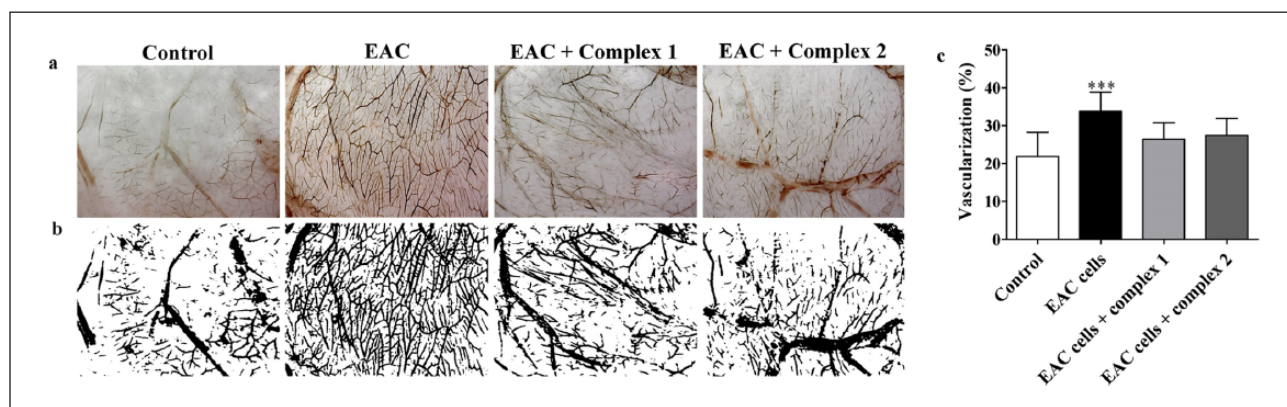 Control EAC EAC + Complex 1 EAC + Complex 2
a
b
c
Vascularization (%)
50
40
30
20
10
0
***
Control
EAC cells
EAC cells + complex 1
EAC cells + complex 2